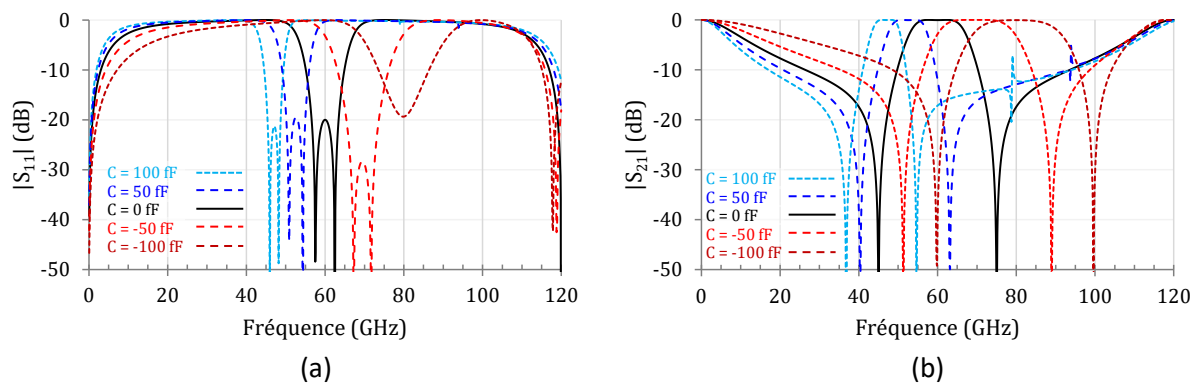 |S11| (dB)
0
-10
-20
-30
-40
-50
C = 100 fF
C = 50 fF
C = 0 fF
C = -50 fF
C = -100 fF
0 20 40 60 80 100 120
Fréquence (GHz)
(a)
|S21| (dB)
0
-10
-20
-30
-40
-50
C = 100 fF
C = 50 fF
C = 0 fF
C = -50 fF
C = -100 fF
0 20 40 60 80 100 120
Fréquence (GHz)
(b)